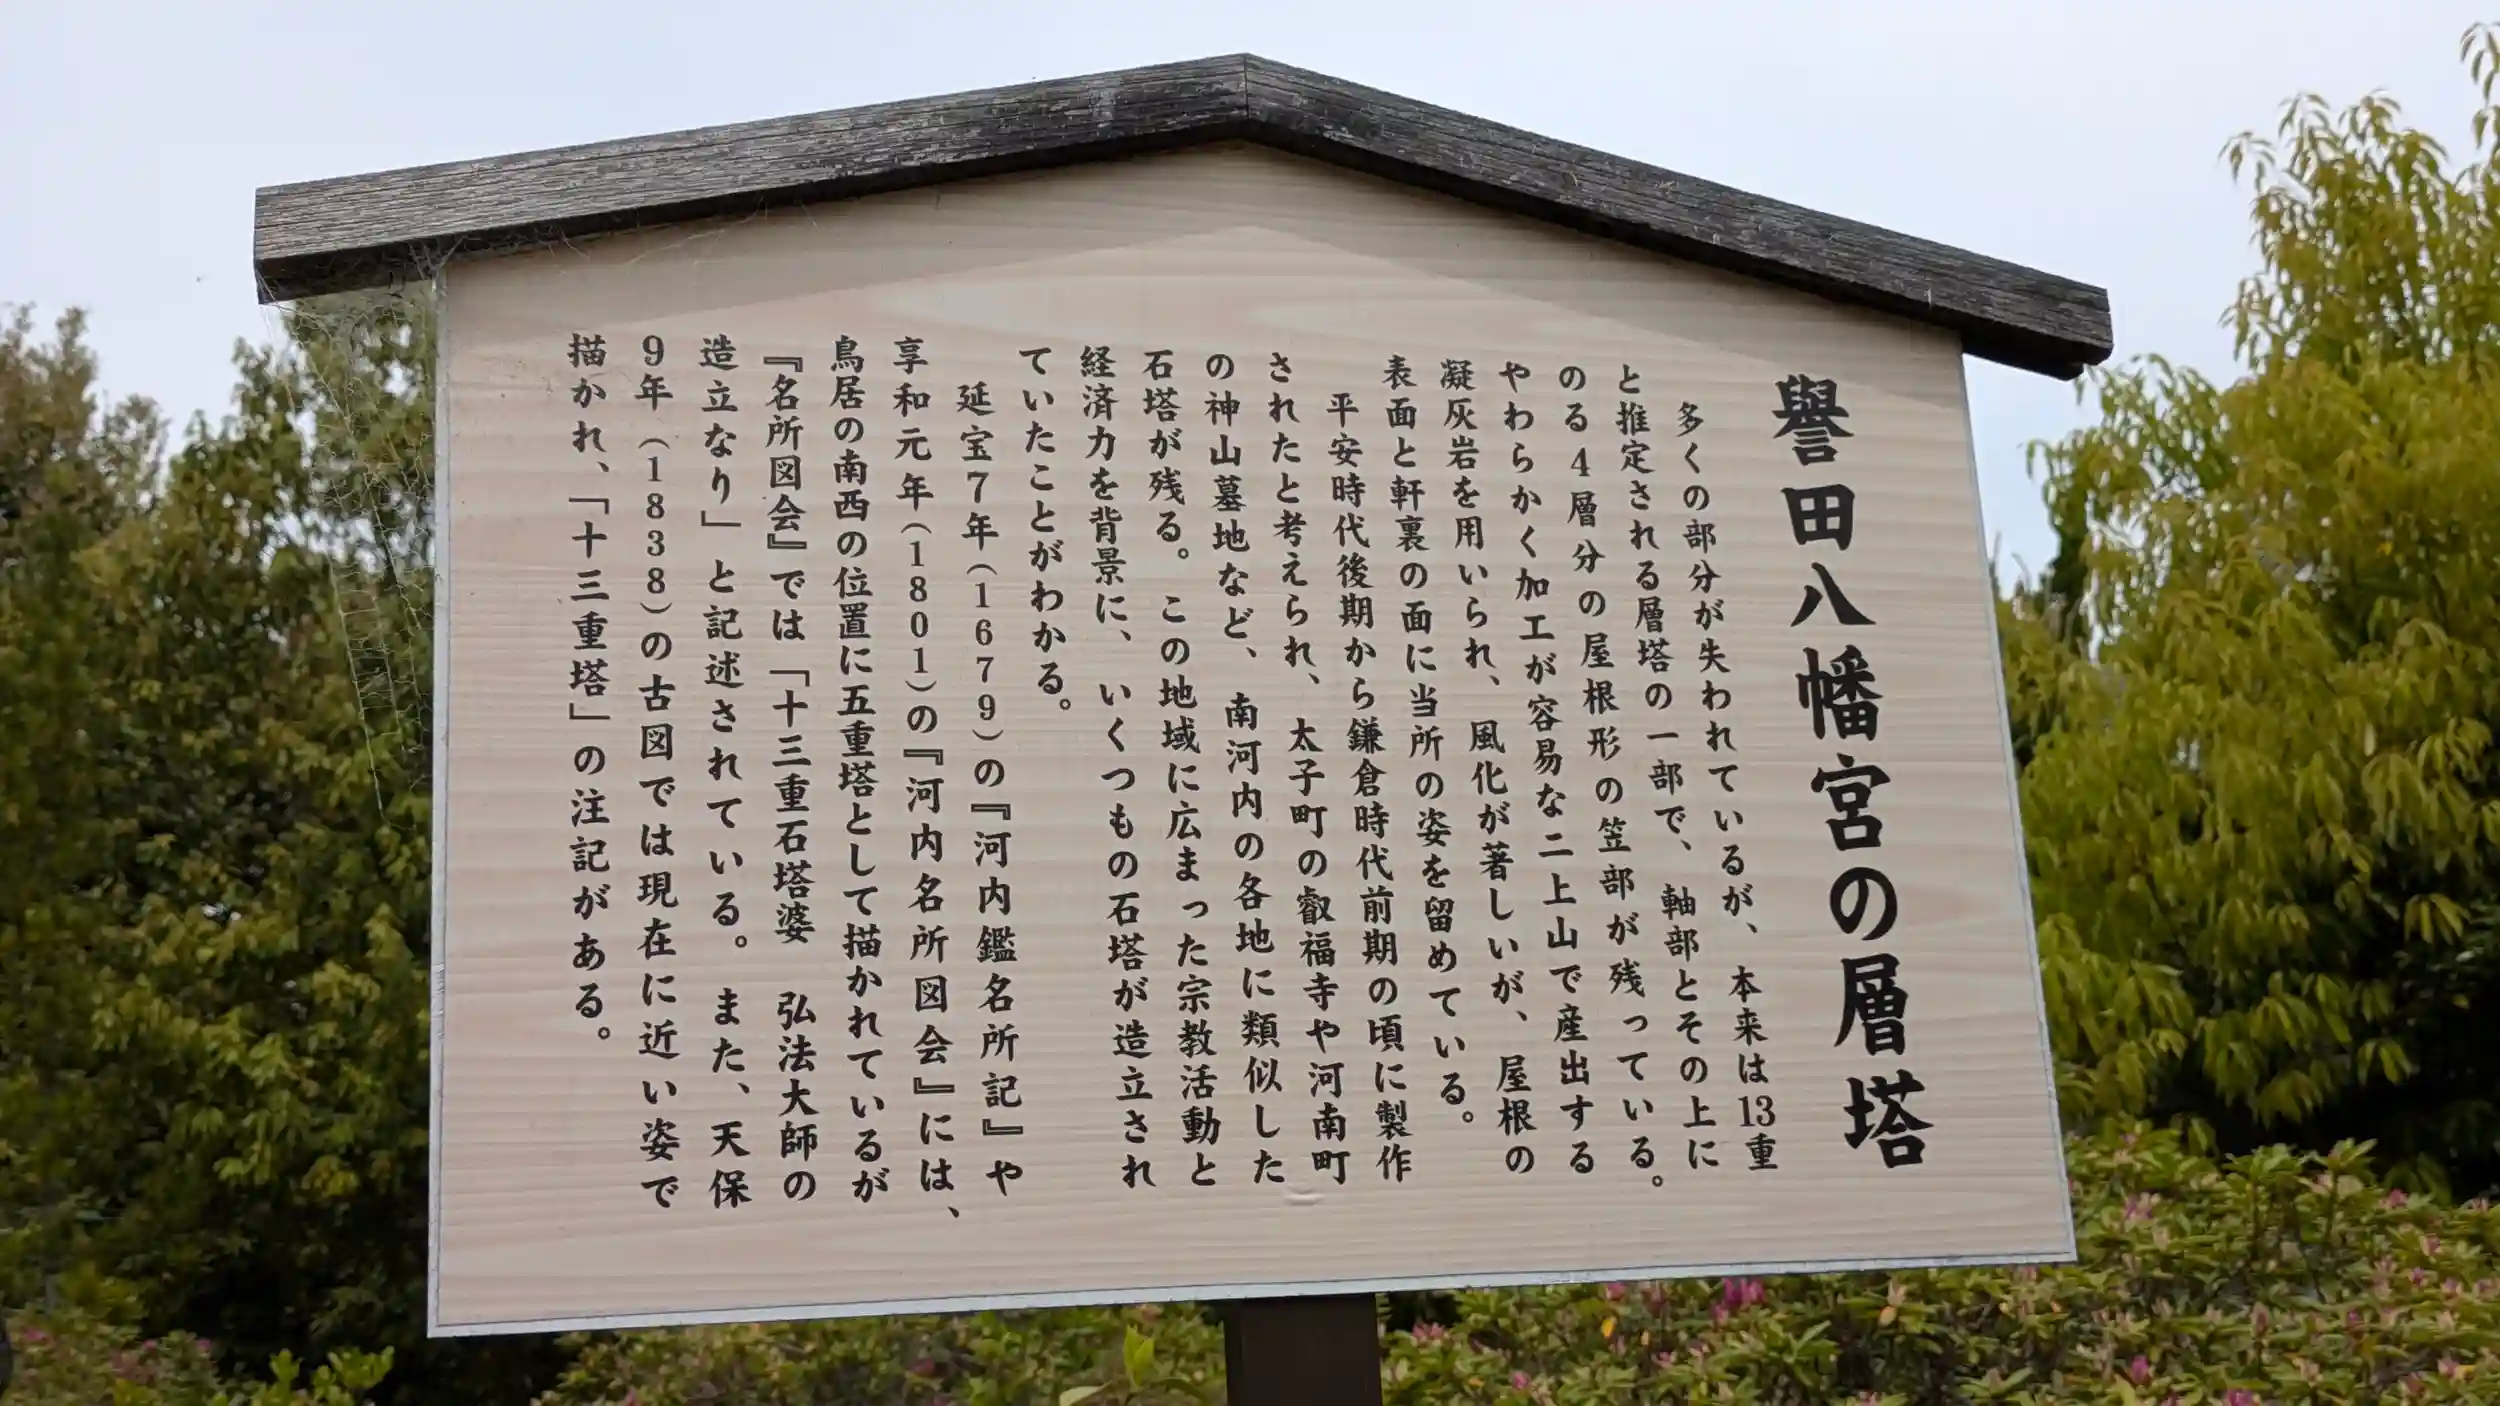 譽田八幡宮の層塔
多くの部分が失われているが、本来は13重
と推定される層塔の一部で、軸部とその上に
のる4層分の屋根形の笠部が残っている。
やわらかく加工が容易な二上山で産出する
凝灰岩を用いられ、風化が著しいが、屋根の
表面と軒裏の面に当所の姿を留めている。
平安時代後期から鎌倉時代前期の頃に製作
されたと考えられ、太子町の叡福寺や河南町
の神山墓地など、南河内の各地に類似した
石塔が残る。この地域に広まった宗教活動と
経済力を背景に、いくつもの石塔が造立され
ていたことがわかる。
延宝7年(1679)の『河内鑑名所記』や
享和元年(1801)の『河内名所図会』には、
鳥居の南西の位置に五重塔として描かれているが
『名所図会』では「十三重石塔婆　弘法大師の
造立なり」と記述されている。また、天保
9年(1838)の古図では現在に近い姿で
描かれ、「十三重塔」の注記がある。